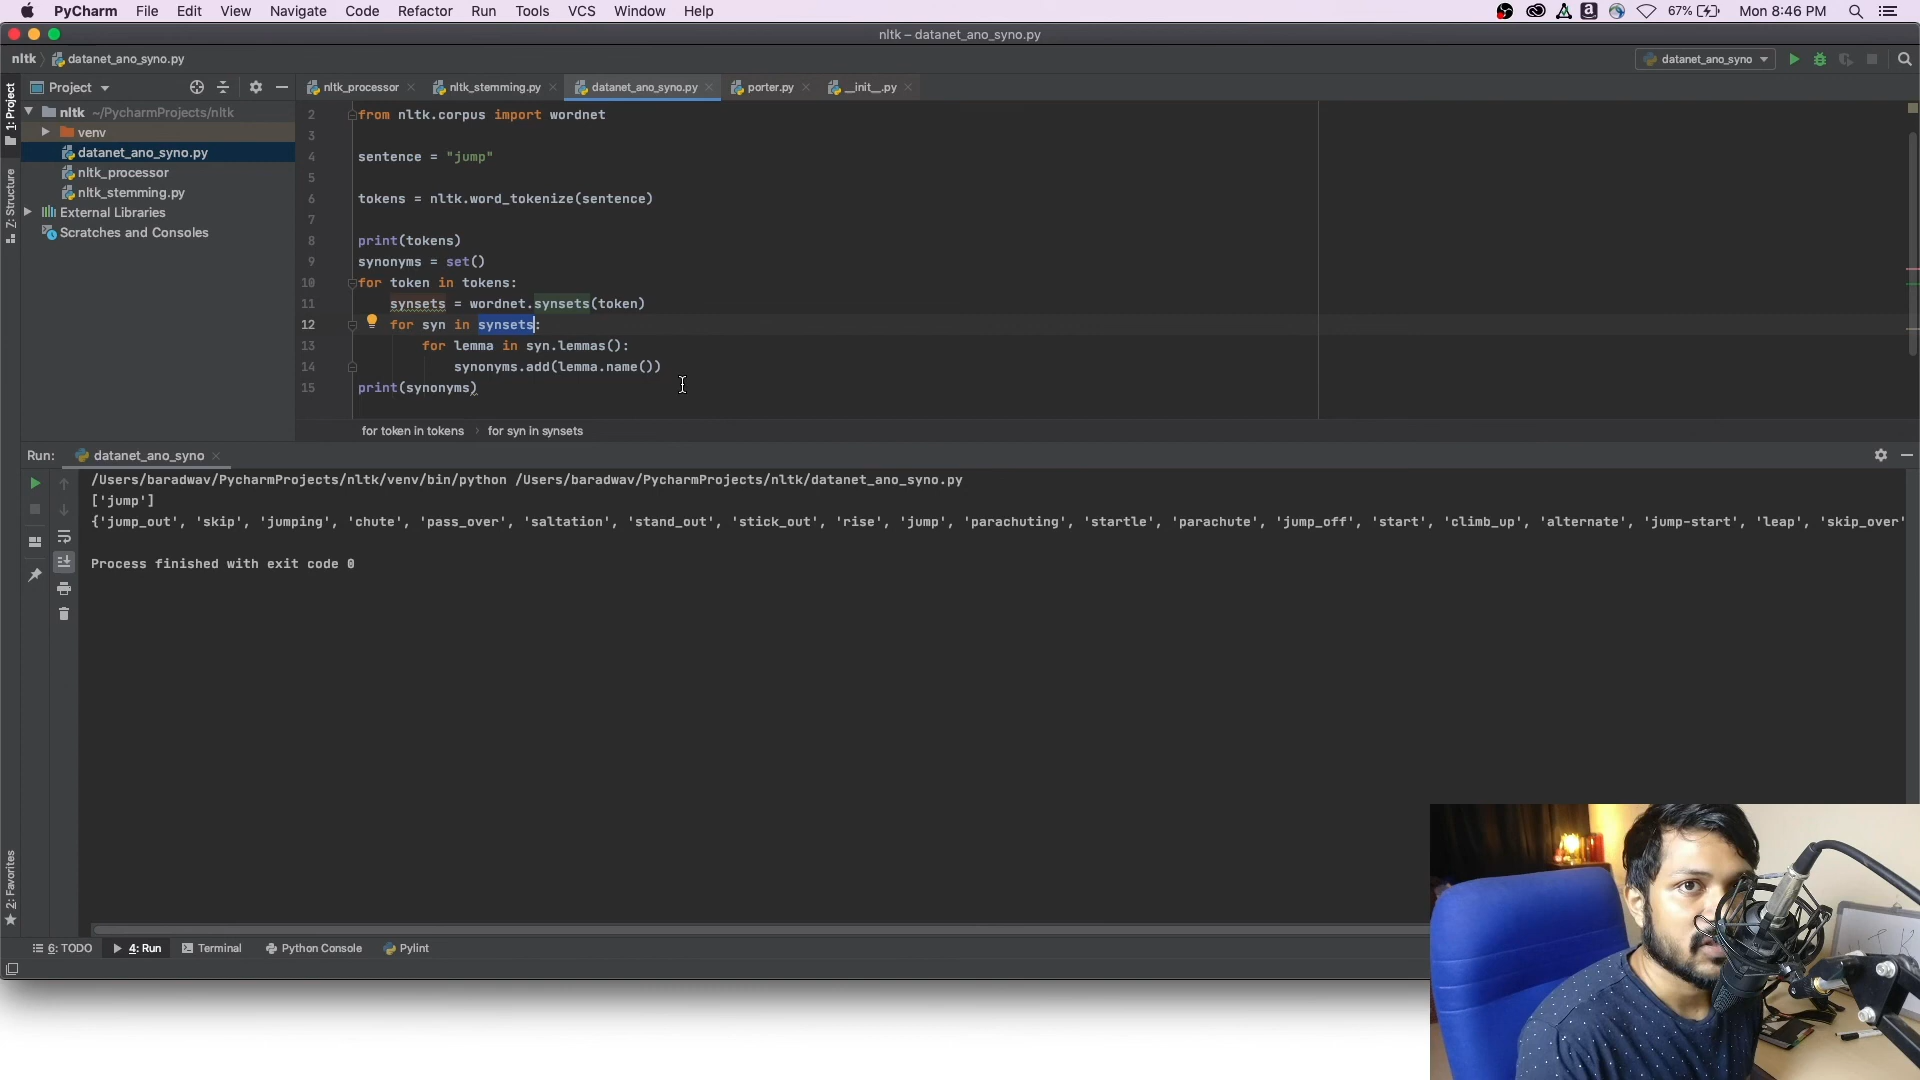 PyCharm File Edit View Navigate Code Refactor Run Tools VCS Window Help 67% Mon 8:46 PM
nltk – datanet_ano_syno.py
nltk datanet_ano_syno.py datanet_ano_syno
1: Project
Project
nltk_processor nltk_stemming.py datanet_ano_syno.py porter.py __init__.py
nltk ~/PycharmProjects/nltk
venv
datanet_ano_syno.py
nltk_processor
nltk_stemming.py
External Libraries
Scratches and Consoles
Z: Structure
2 from nltk.corpus import wordnet
3
4 sentence = "jump"
5
6 tokens = nltk.word_tokenize(sentence)
7
8 print(tokens)
9 synonyms = set()
10 for token in tokens:
11 synsets = wordnet.synsets(token)
12 for syn in synsets:
13 for lemma in syn.lemmas():
14 synonyms.add(lemma.name())
15 print(synonyms)
for token in tokens › for syn in synsets
Run: datanet_ano_syno
/Users/baradwav/PycharmProjects/nltk/venv/bin/python /Users/baradwav/PycharmProjects/nltk/datanet_ano_syno.py
['jump']
{'jump_out', 'skip', 'jumping', 'chute', 'pass_over', 'saltation', 'stand_out', 'stick_out', 'rise', 'jump', 'parachuting', 'startle', 'parachute', 'jump_off', 'start', 'climb_up', 'alternate', 'jump-start', 'leap', 'skip_over'
Process finished with exit code 0
2: Favorites
6: TODO 4: Run Terminal Python Console Pylint